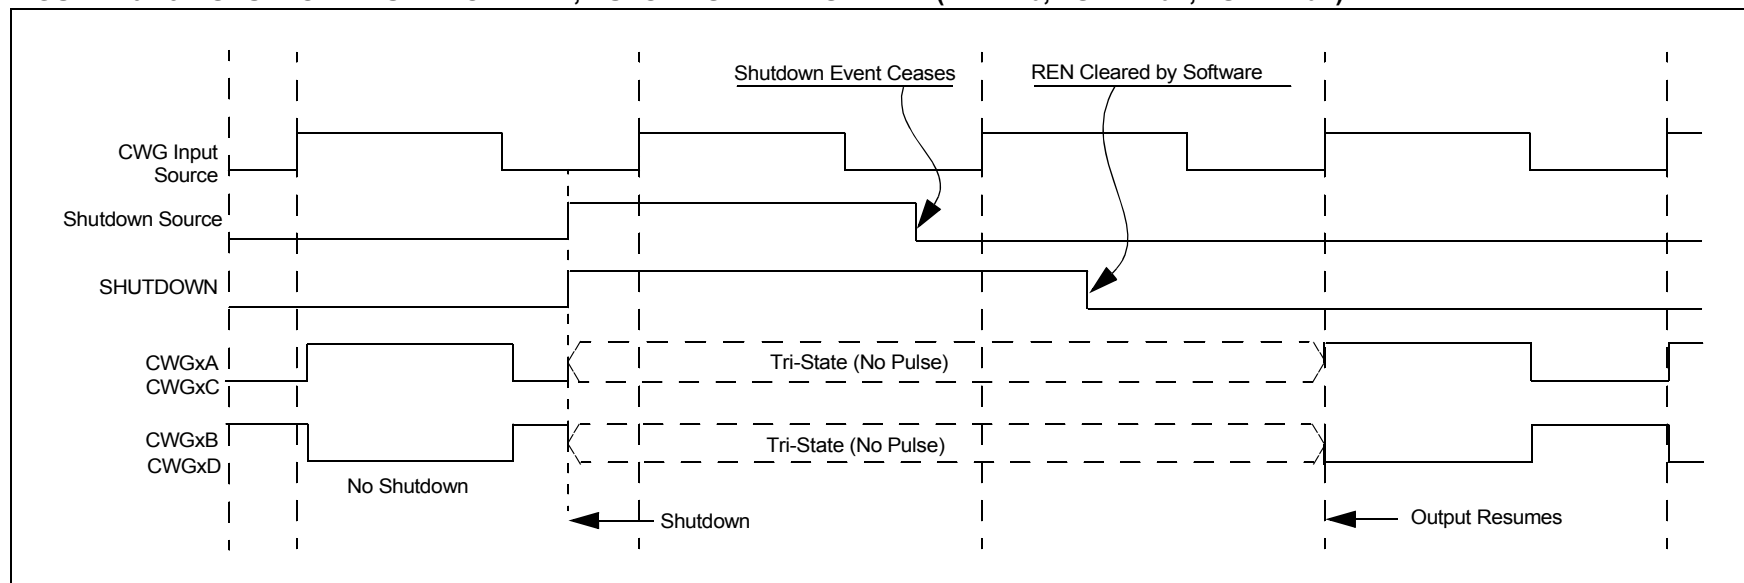 Shutdown Event Ceases
REN Cleared by Software
CWG Input
Source
Shutdown Source
SHUTDOWN
CWGxA
CWGxC
Tri-State (No Pulse)
CWGxB
CWGxD
Tri-State (No Pulse)
No Shutdown
Shutdown
Output Resumes